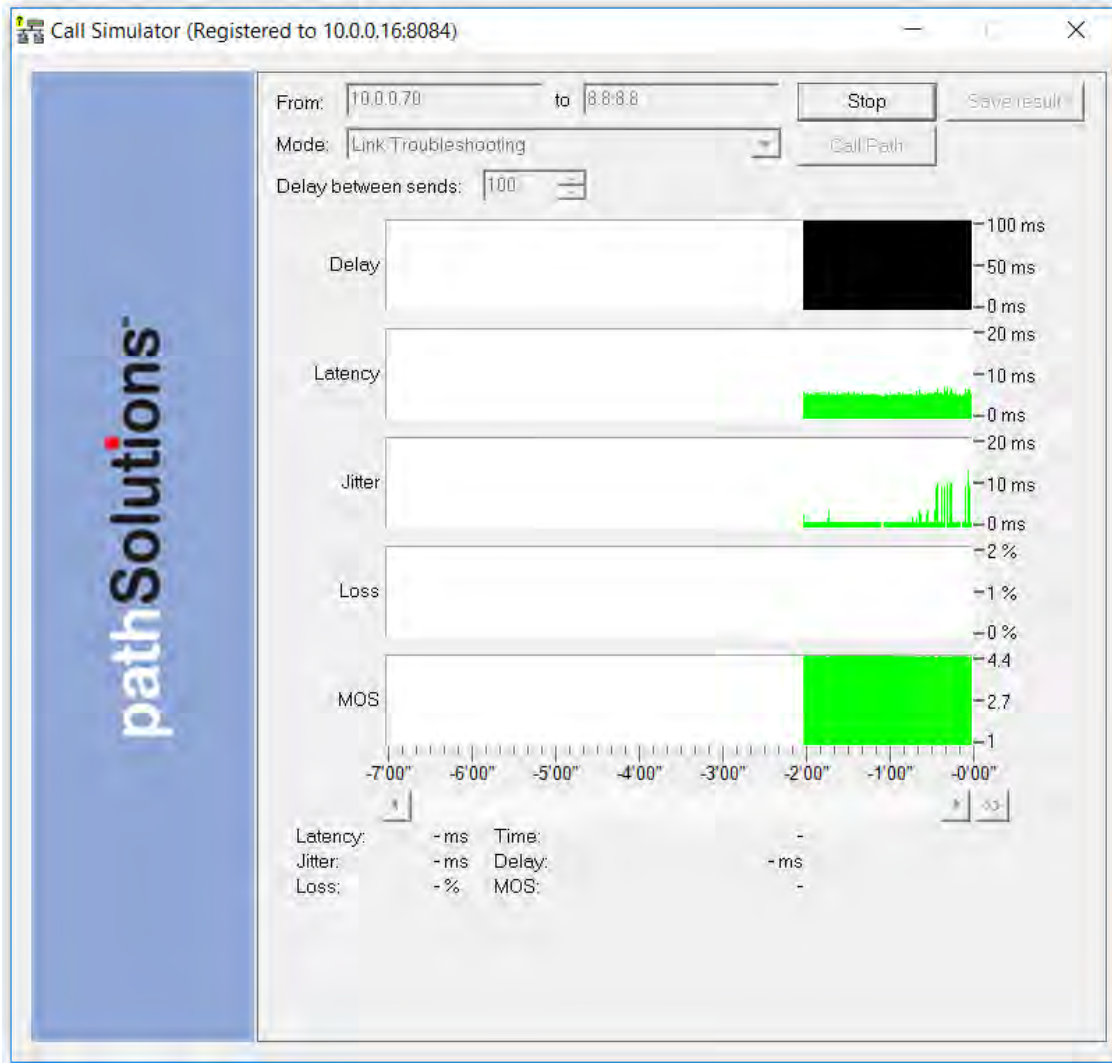 Call Simulator (Registered to 10.0.0.16:8084)
pathSolutions™
From: 10.0.0.70 to 8.8.8.8 Stop Save result
Mode: Link Troubleshooting Call Path
Delay between sends: 100
Delay
100 ms
50 ms
0 ms
Latency
20 ms
10 ms
0 ms
Jitter
20 ms
10 ms
0 ms
Loss
2 %
1 %
0 %
MOS
4.4
2.7
1
-7'00" -6'00" -5'00" -4'00" -3'00" -2'00" -1'00" -0'00"
>>
Latency: - ms Time: -
Jitter: - ms Delay: - ms
Loss: - % MOS: -